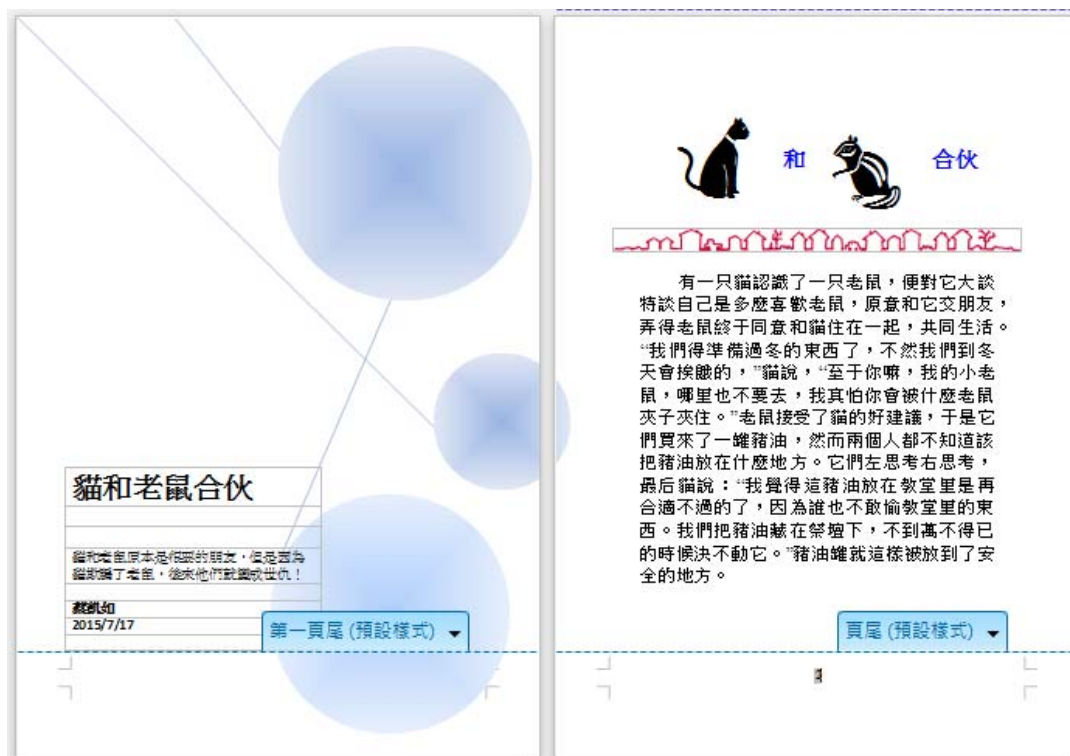 貓和老鼠合伙
貓和老鼠原本是很要的朋友，但是因為
貓欺騙了老鼠，後來他們就變成世仇！
蔡凱如
2015/7/17
第一頁尾 (預設樣式)
和 合伙
有一只貓認識了一只老鼠，便對它大談
特談自己是多麼喜歡老鼠，原意和它交朋友，
弄得老鼠終于同意和貓住在一起，共同生活。
“我們得準備過冬的東西了，不然我們到冬
天會挨餓的，”貓說，“至于你嘛，我的小老
鼠，哪里也不要去，我真怕你會被什麼老鼠
夾子夾住。”老鼠接受了貓的好建議，于是它
們買來了一罐豬油，然而兩個人都不知道該
把豬油放在什麼地方。它們左思考右思考，
最后貓說：“我覺得這豬油放在教堂里是再
合適不過的了，因為誰也不敢偷教堂里的東
西。我們把豬油藏在祭壇下，不到萬不得已
的時候決不動它。”豬油罐就這樣被放到了安
全的地方。
頁尾 (預設樣式)